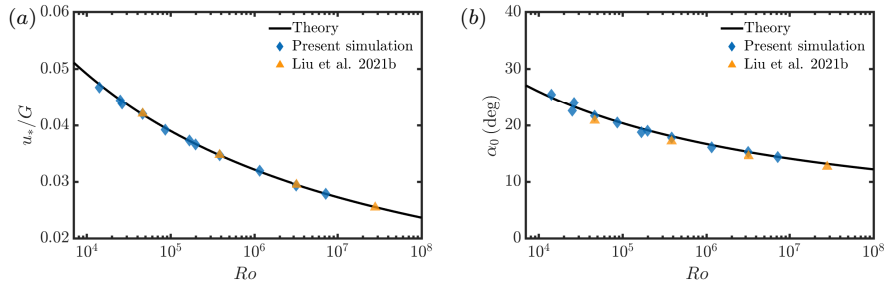 (a)
0.06
0.05
0.04
0.03
0.02
u*/G
10^4 10^5 10^6 10^7 10^8
Ro
Theory
Present simulation
Liu et al. 2021b
(b)
40
30
20
10
0
α0 (deg)
10^4 10^5 10^6 10^7 10^8
Ro
Theory
Present simulation
Liu et al. 2021b